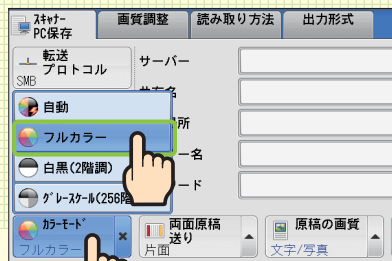 スキャナー
PC保存
画質調整
読み取り方法
出力形式
転送
プロトコル
SMB
サーバー
自動
フルカラー
白黒(2階調)
グレースケール(256階
カラーモード
フルカラー
両面原稿
送り
片面
原稿の画質
文字/写真